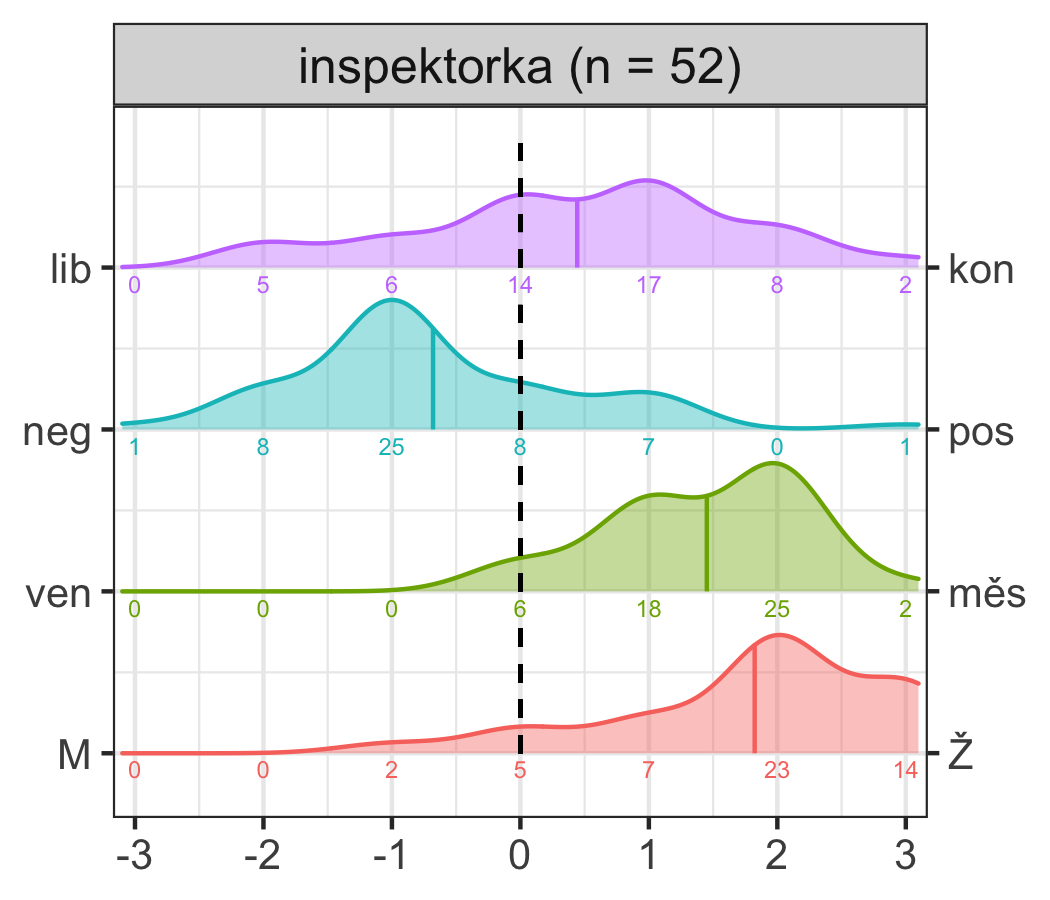 inspektorka (n = 52)
lib kon
0 5 6 14 17 8 2
neg pos
1 8 25 8 7 0 1
ven měs
0 0 0 6 18 25 2
M Ž
0 0 2 5 7 23 14
-3 -2 -1 0 1 2 3